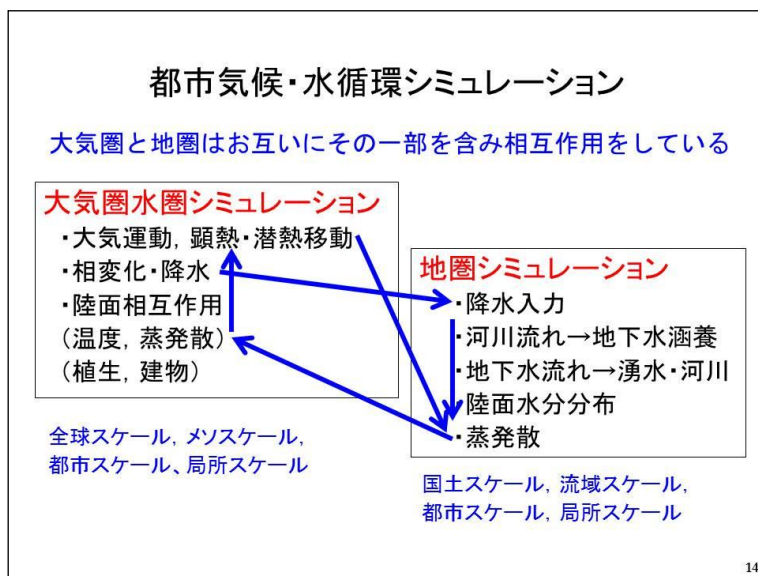 都市気候・水循環シミュレーション
大気圏と地圏はお互いにその一部を含み相互作用をしている
大気圏水圏シミュレーション
・大気運動, 顕熱・潜熱移動
・相変化・降水
・陸面相互作用
(温度, 蒸発散)
(植生, 建物)
全球スケール, メソスケール,
都市スケール、局所スケール
地圏シミュレーション
・降水入力
・河川流れ→地下水涵養
・地下水流れ→湧水・河川
陸面水分分布
・蒸発散
国土スケール, 流域スケール,
都市スケール, 局所スケール
14